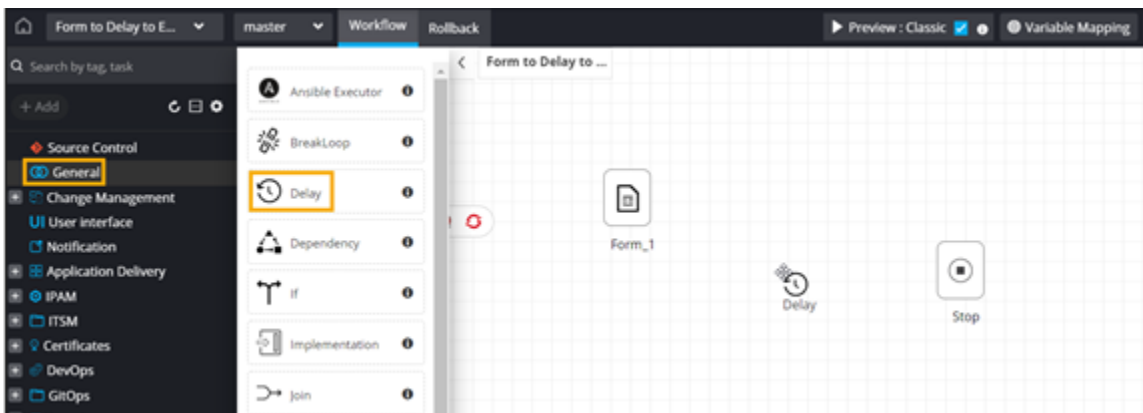 Form to Delay to E...
master
Workflow
Rollback
Preview : Classic
Variable Mapping
Search by tag, task
+ Add
Source Control
General
Change Management
UI User interface
Notification
Application Delivery
IPAM
ITSM
Certificates
DevOps
GitOps
Ansible Executor
BreakLoop
Delay
Dependency
If
Implementation
Join
Form to Delay to ...
Form_1
Delay
Stop